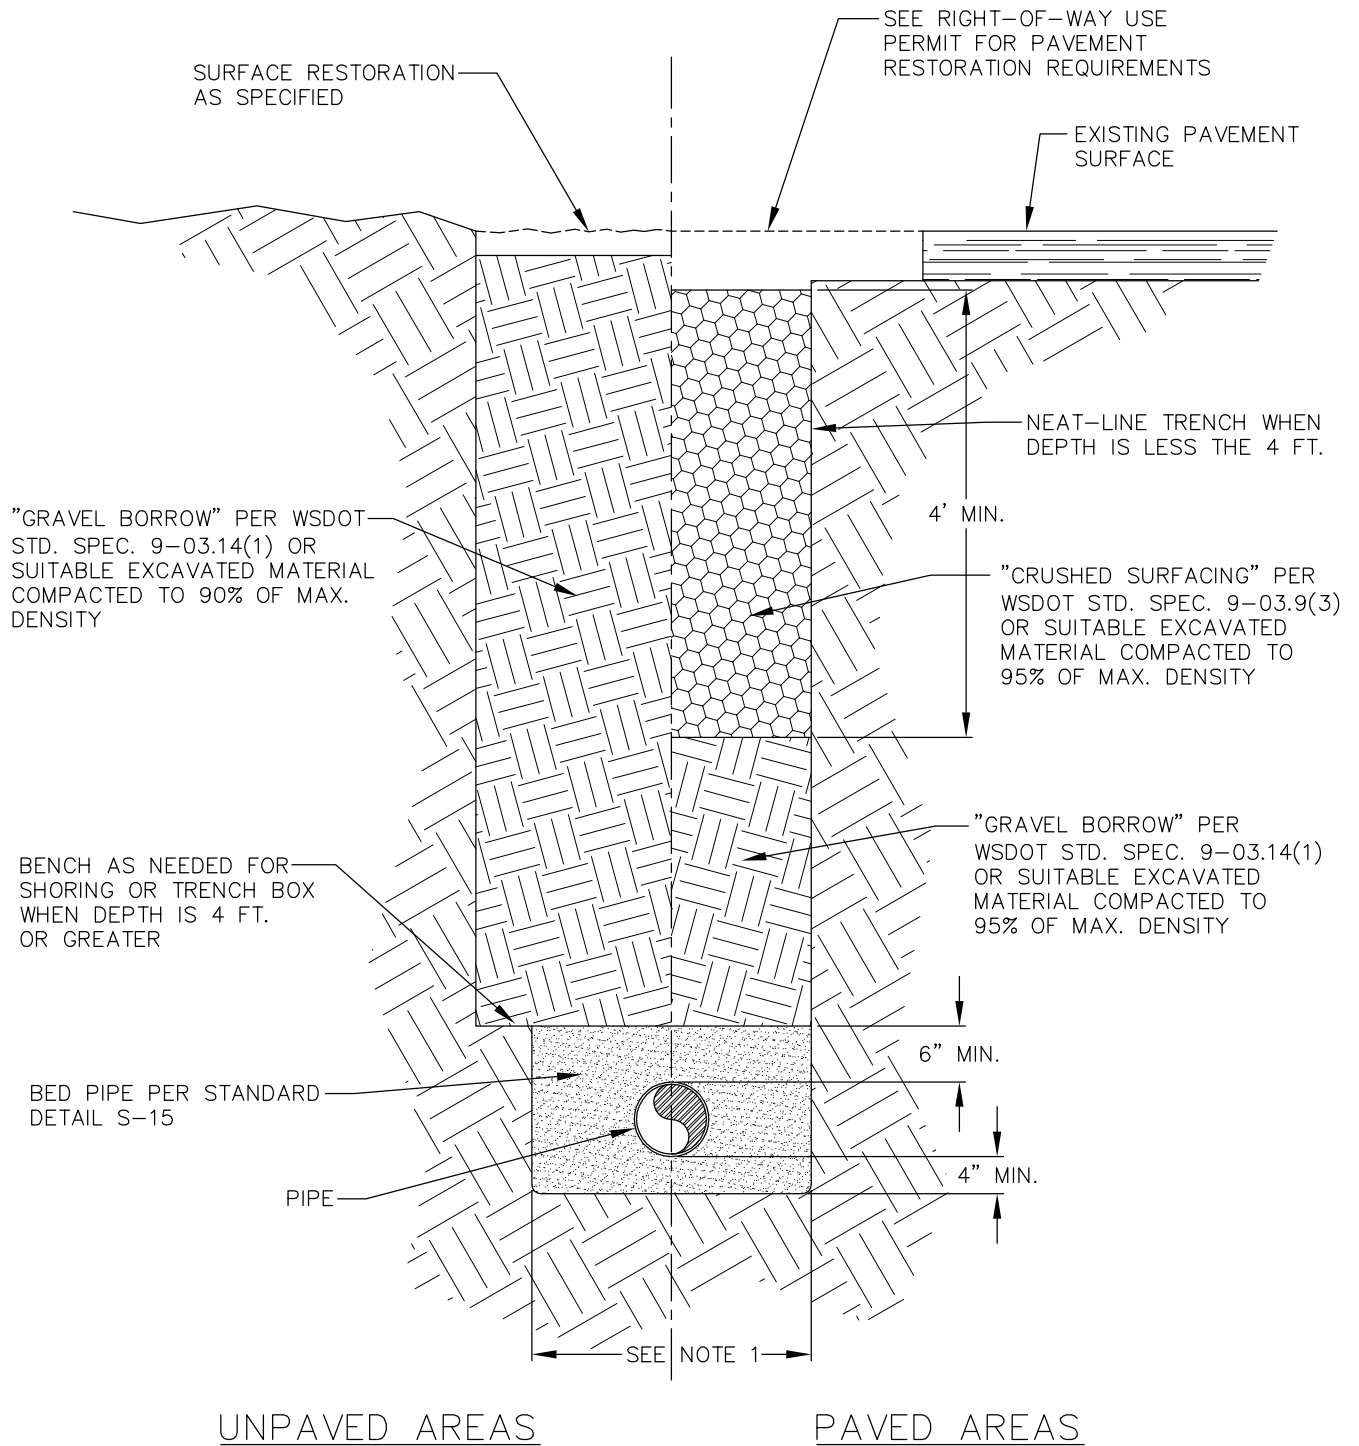 SEE RIGHT-OF-WAY USE
PERMIT FOR PAVEMENT
RESTORATION REQUIREMENTS
SURFACE RESTORATION
AS SPECIFIED
EXISTING PAVEMENT
SURFACE
NEAT-LINE TRENCH WHEN
DEPTH IS LESS THE 4 FT.
4' MIN.
"GRAVEL BORROW" PER WSDOT
STD. SPEC. 9-03.14(1) OR
SUITABLE EXCAVATED MATERIAL
COMPACTED TO 90% OF MAX.
DENSITY
"CRUSHED SURFACING" PER
WSDOT STD. SPEC. 9-03.9(3)
OR SUITABLE EXCAVATED
MATERIAL COMPACTED TO
95% OF MAX. DENSITY
"GRAVEL BORROW" PER
WSDOT STD. SPEC. 9-03.14(1)
OR SUITABLE EXCAVATED
MATERIAL COMPACTED TO
95% OF MAX. DENSITY
BENCH AS NEEDED FOR
SHORING OR TRENCH BOX
WHEN DEPTH IS 4 FT.
OR GREATER
6" MIN.
BED PIPE PER STANDARD
DETAIL S-15
4" MIN.
PIPE
SEE NOTE 1
UNPAVED AREAS
PAVED AREAS